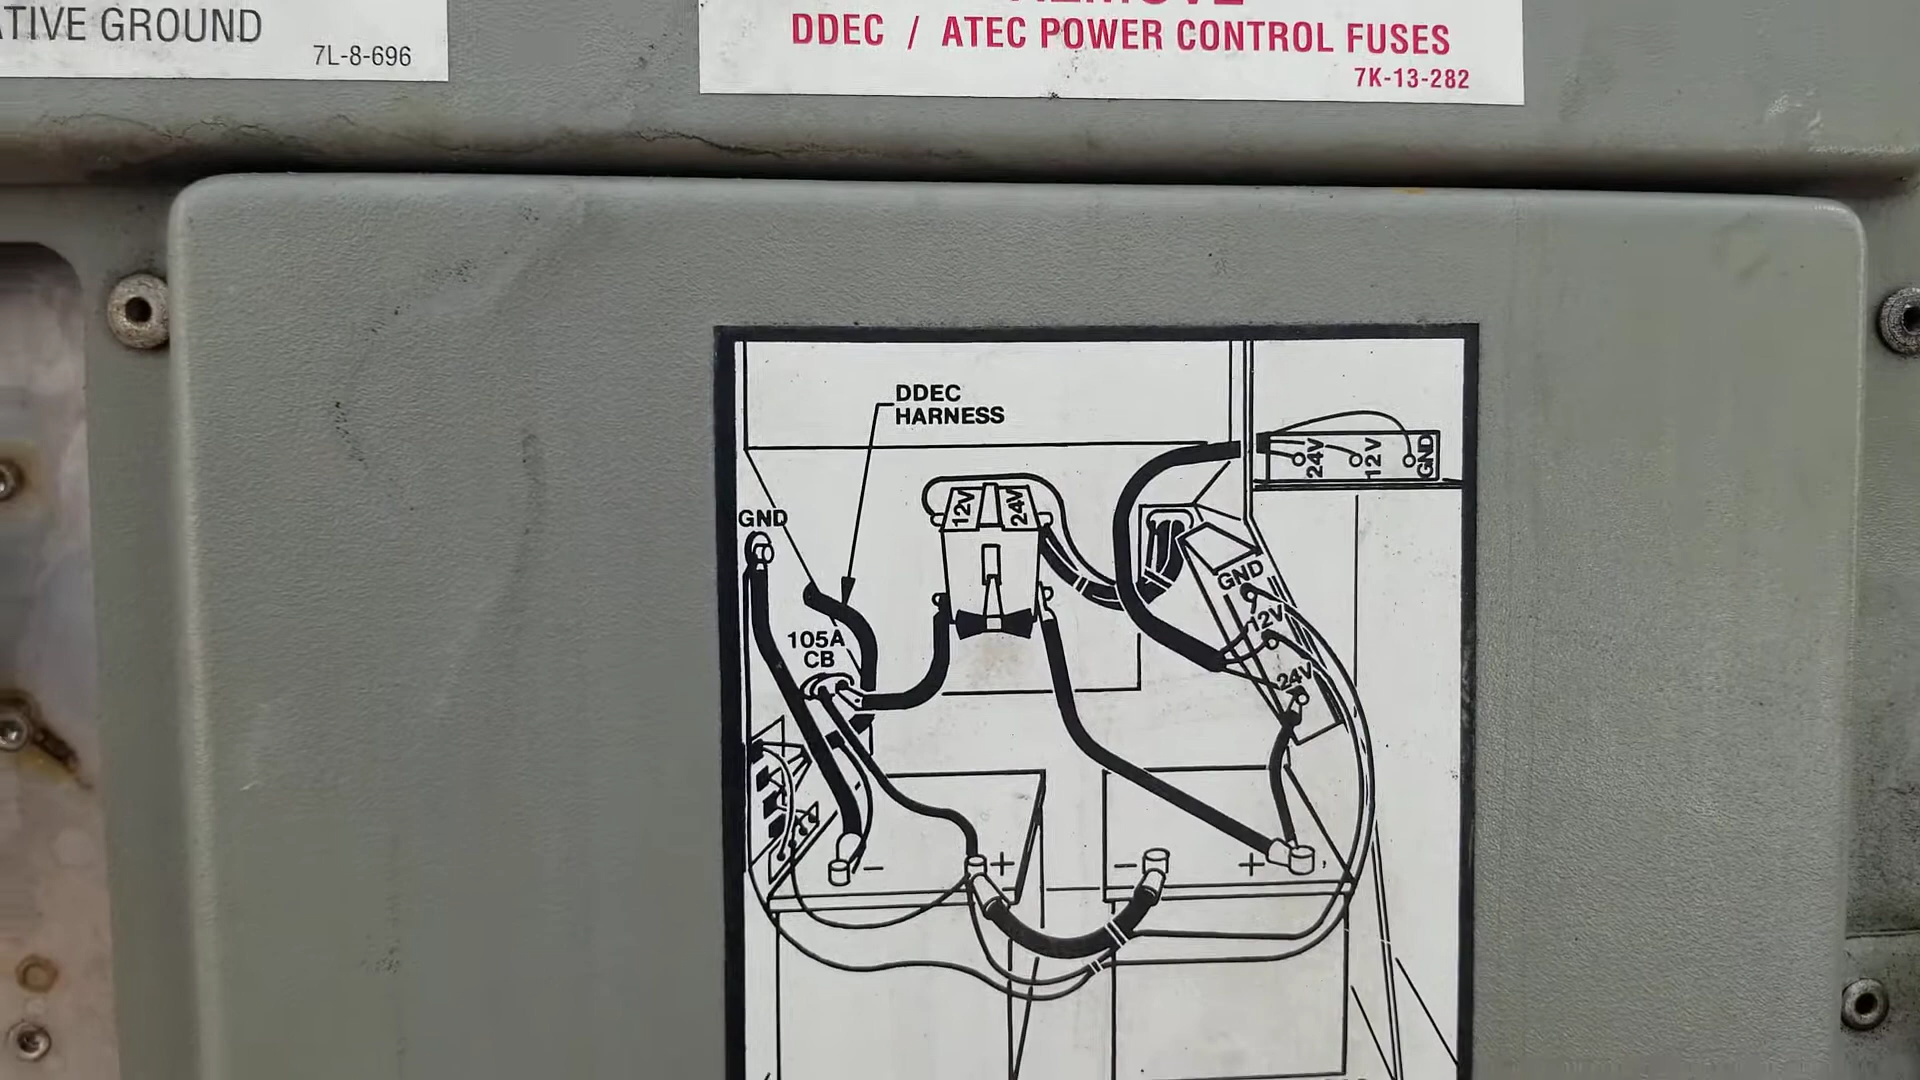 ATIVE GROUND
7L-8-696
REMOVE
DDEC / ATEC POWER CONTROL FUSES
7K-13-282
DDEC
HARNESS
24V
12V
GND
12V
24V
GND
GND
12V
105A
CB
24V
-
+
-
+